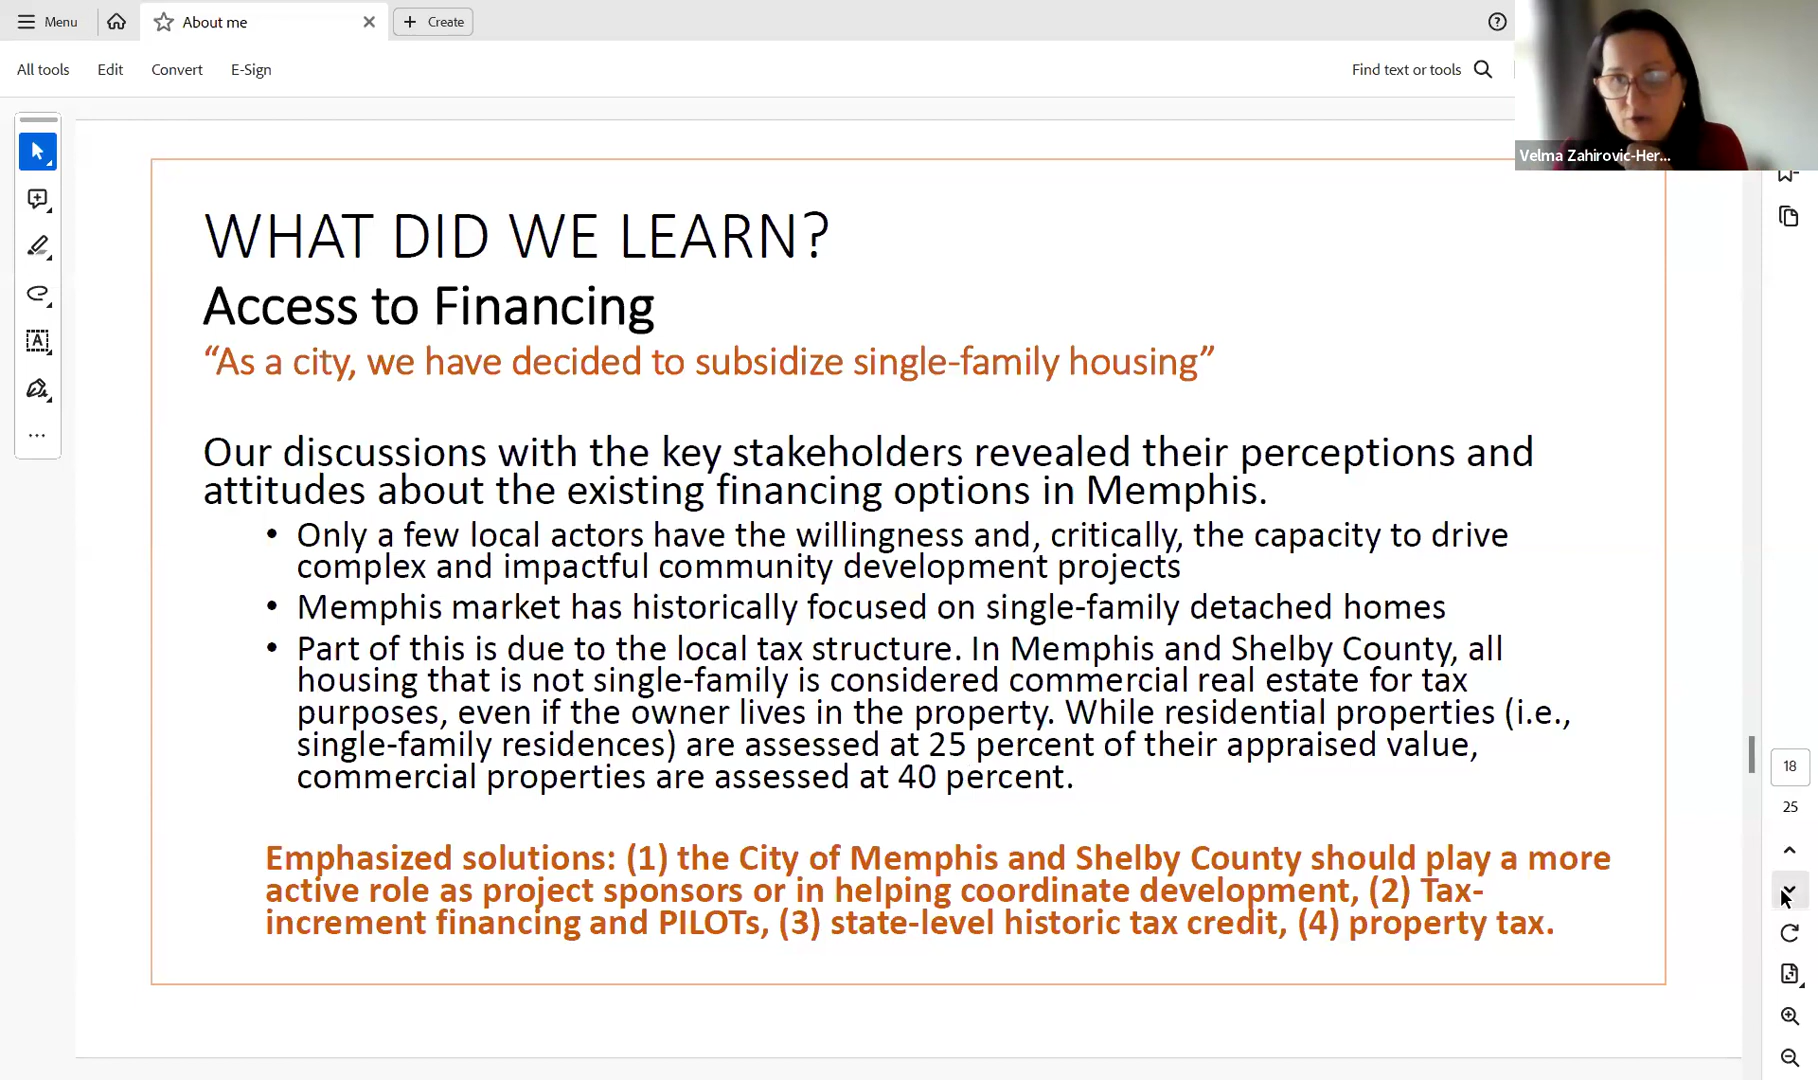 Menu
About me
Create
All tools
Edit
Convert
E-Sign
Find text or tools
Velma Zahirovic-Her...
WHAT DID WE LEARN?
Access to Financing
“As a city, we have decided to subsidize single-family housing”
Our discussions with the key stakeholders revealed their perceptions and
attitudes about the existing financing options in Memphis.
• Only a few local actors have the willingness and, critically, the capacity to drive
complex and impactful community development projects
• Memphis market has historically focused on single-family detached homes
• Part of this is due to the local tax structure. In Memphis and Shelby County, all
housing that is not single-family is considered commercial real estate for tax
purposes, even if the owner lives in the property. While residential properties (i.e.,
single-family residences) are assessed at 25 percent of their appraised value,
commercial properties are assessed at 40 percent.
Emphasized solutions: (1) the City of Memphis and Shelby County should play a more
active role as project sponsors or in helping coordinate development, (2) Tax-
increment financing and PILOTs, (3) state-level historic tax credit, (4) property tax.
18
25